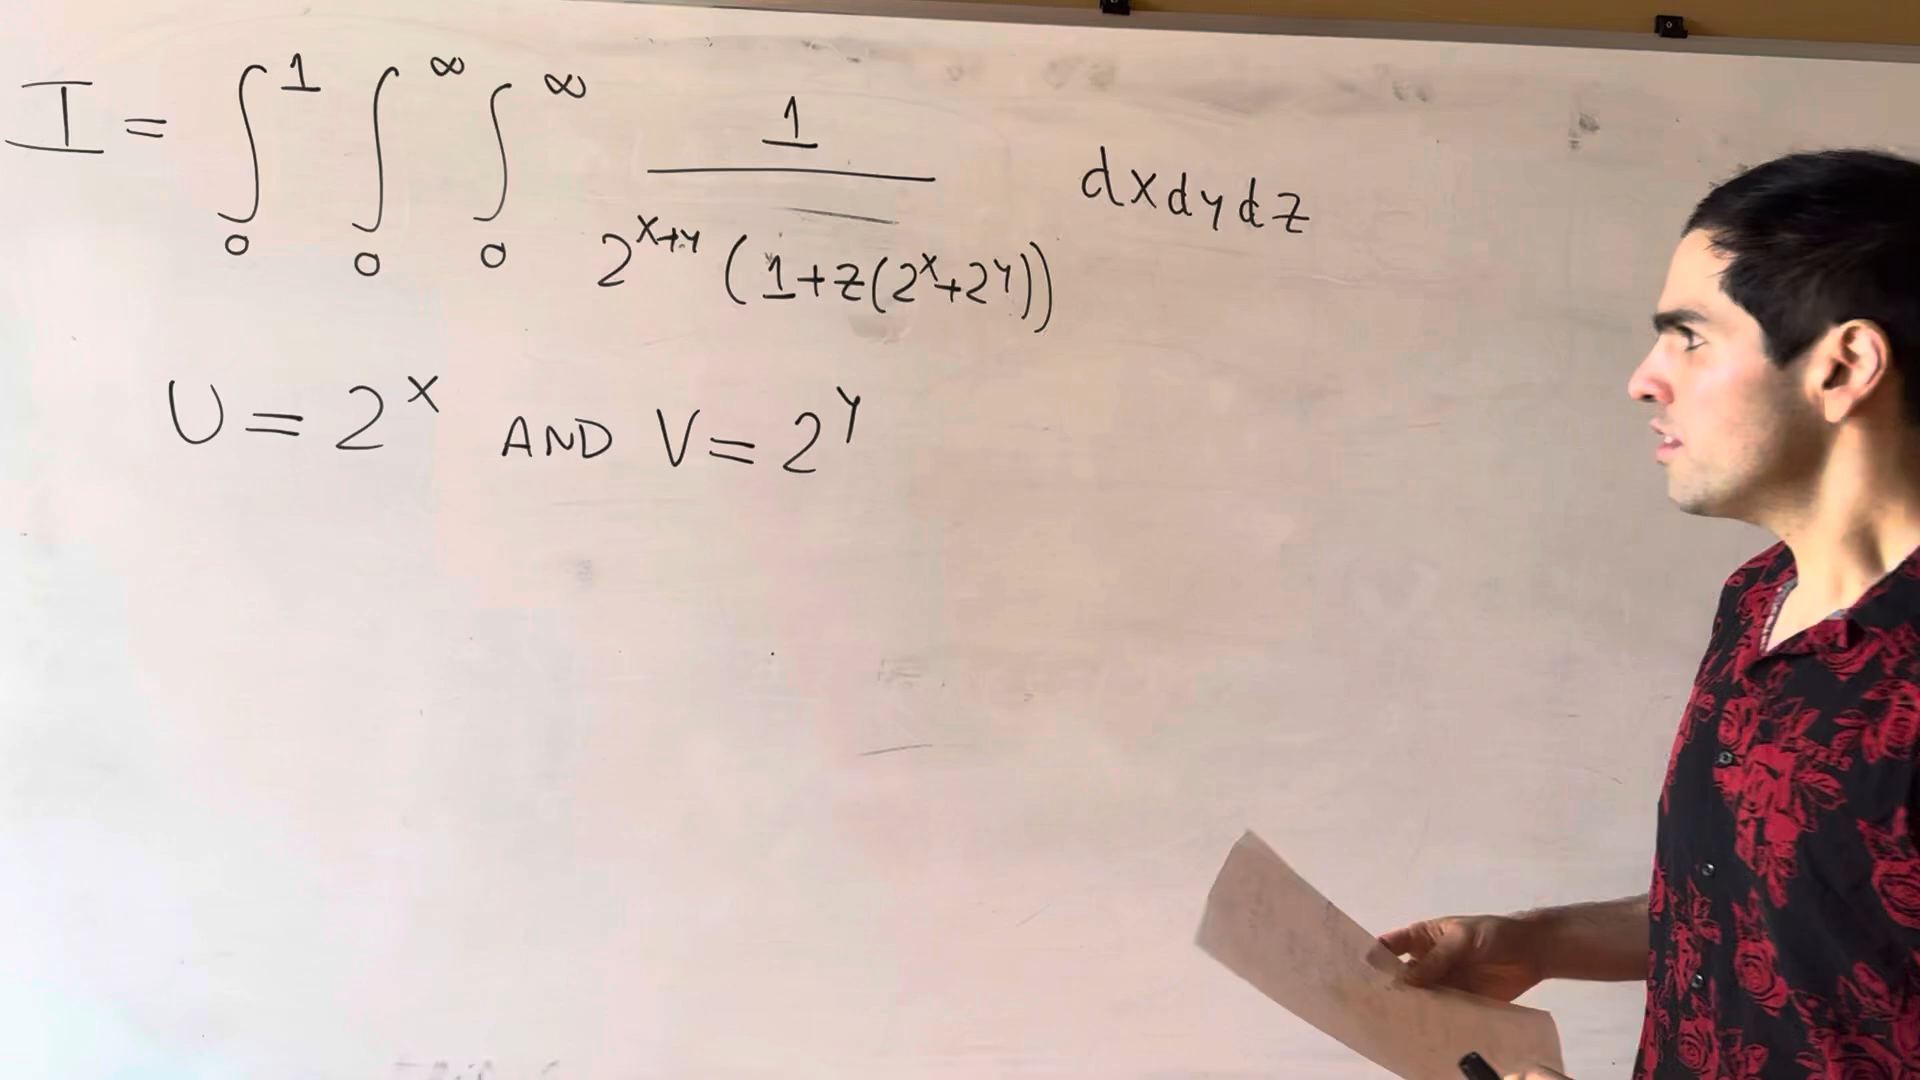 I = ∫₀¹ ∫₀^∞ ∫₀^∞ 1 / (2^(x+y) (1+z(2^x+2^y))) dxdydz
U = 2^x AND V = 2^y